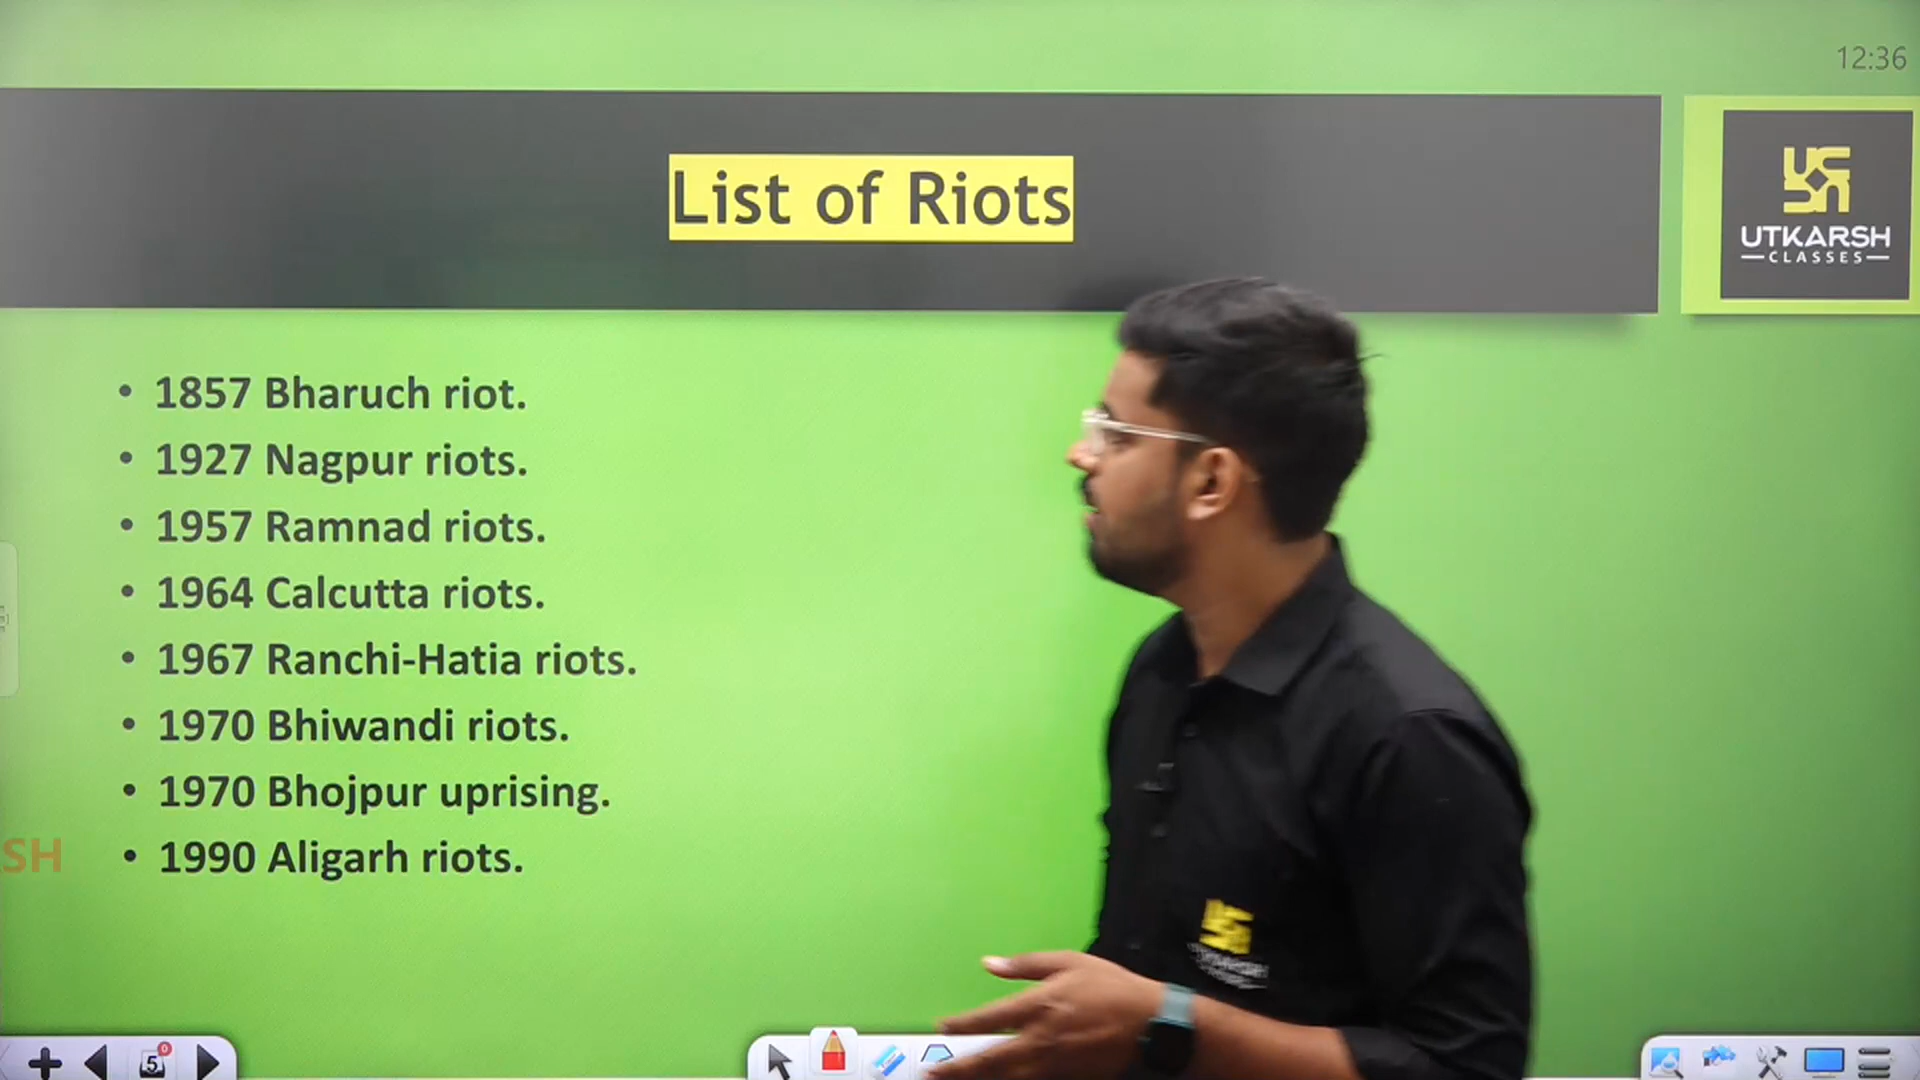 12:36
List of Riots
UTKARSH
CLASSES
• 1857 Bharuch riot.
• 1927 Nagpur riots.
• 1957 Ramnad riots.
• 1964 Calcutta riots.
• 1967 Ranchi-Hatia riots.
• 1970 Bhiwandi riots.
• 1970 Bhojpur uprising.
• 1990 Aligarh riots.
SH
5
0